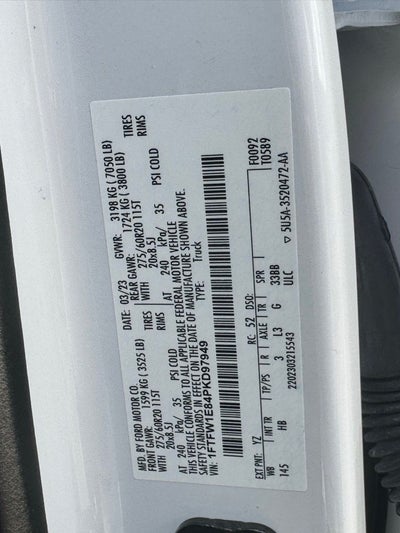 MFD. BY FORD MOTOR CO. DATE: 03/23 GVWR: 3198 KG ( 7050 LB)
FRONT GAWR: 1599 KG ( 3525 LB) REAR GAWR: 1724 KG ( 3800 LB)
WITH 275/60R20 115T TIRES WITH 275/60R20 115T TIRES
20x8.5J RIMS 20x8.5J RIMS
AT 240 kPa/ 35 PSI COLD AT 240 kPa/ 35 PSI COLD
THIS VEHICLE CONFORMS TO ALL APPLICABLE FEDERAL MOTOR VEHICLE
SAFETY STANDARDS IN EFFECT ON THE DATE OF MANUFACTURE SHOWN ABOVE.
VIN: 1FTFW1E84PKD97949 Truck
F0092
T0589
EXT PNT: YZ RC: 52 DSO:
WB INT TR TP/PS R AXLE TR SPR
145 HB 3 L3 G 33BB
ULC
2202303215543 ▽ 5U5A-3520472-AA